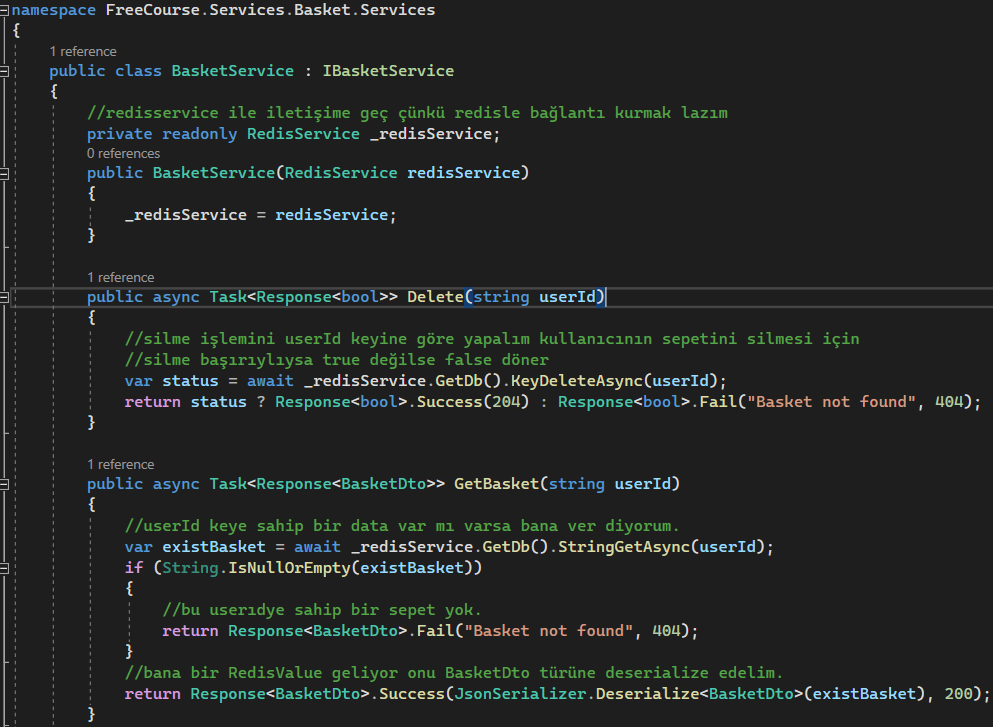 namespace FreeCourse.Services.Basket.Services
{
1 reference
public class BasketService : IBasketService
{
//redisservice ile iletişime geç çünkü redisle bağlantı kurmak lazım
private readonly RedisService _redisService;
0 references
public BasketService(RedisService redisService)
{
_redisService = redisService;
}
1 reference
public async Task<Response<bool>> Delete(string userId)
{
//silme işlemini userId keyine göre yapalım kullanıcının sepetini silmesi için
//silme başırıylıysa true değilse false döner
var status = await _redisService.GetDb().KeyDeleteAsync(userId);
return status ? Response<bool>.Success(204) : Response<bool>.Fail("Basket not found", 404);
}
1 reference
public async Task<Response<BasketDto>> GetBasket(string userId)
{
//userId keye sahip bir data var mı varsa bana ver diyorum.
var existBasket = await _redisService.GetDb().StringGetAsync(userId);
if (String.IsNullOrEmpty(existBasket))
{
//bu userıdye sahip bir sepet yok.
return Response<BasketDto>.Fail("Basket not found", 404);
}
//bana bir RedisValue geliyor onu BasketDto türüne deserialize edelim.
return Response<BasketDto>.Success(JsonSerializer.Deserialize<BasketDto>(existBasket), 200);
}